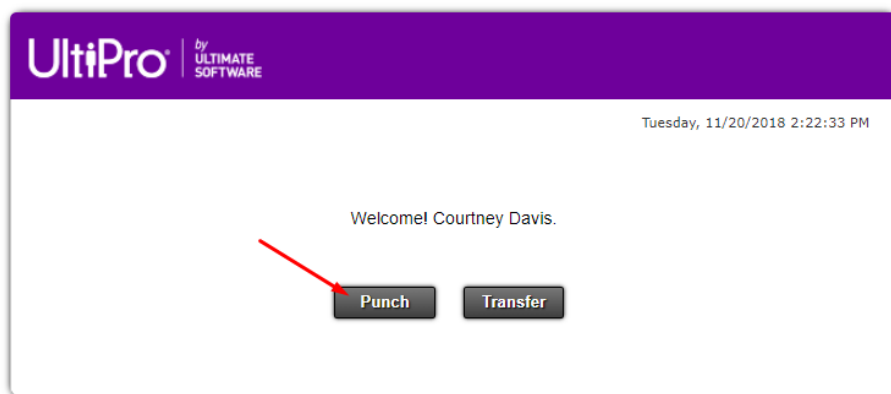 UltiPro by
ULTIMATE
SOFTWARE
Tuesday, 11/20/2018 2:22:33 PM
Welcome! Courtney Davis.
Punch Transfer